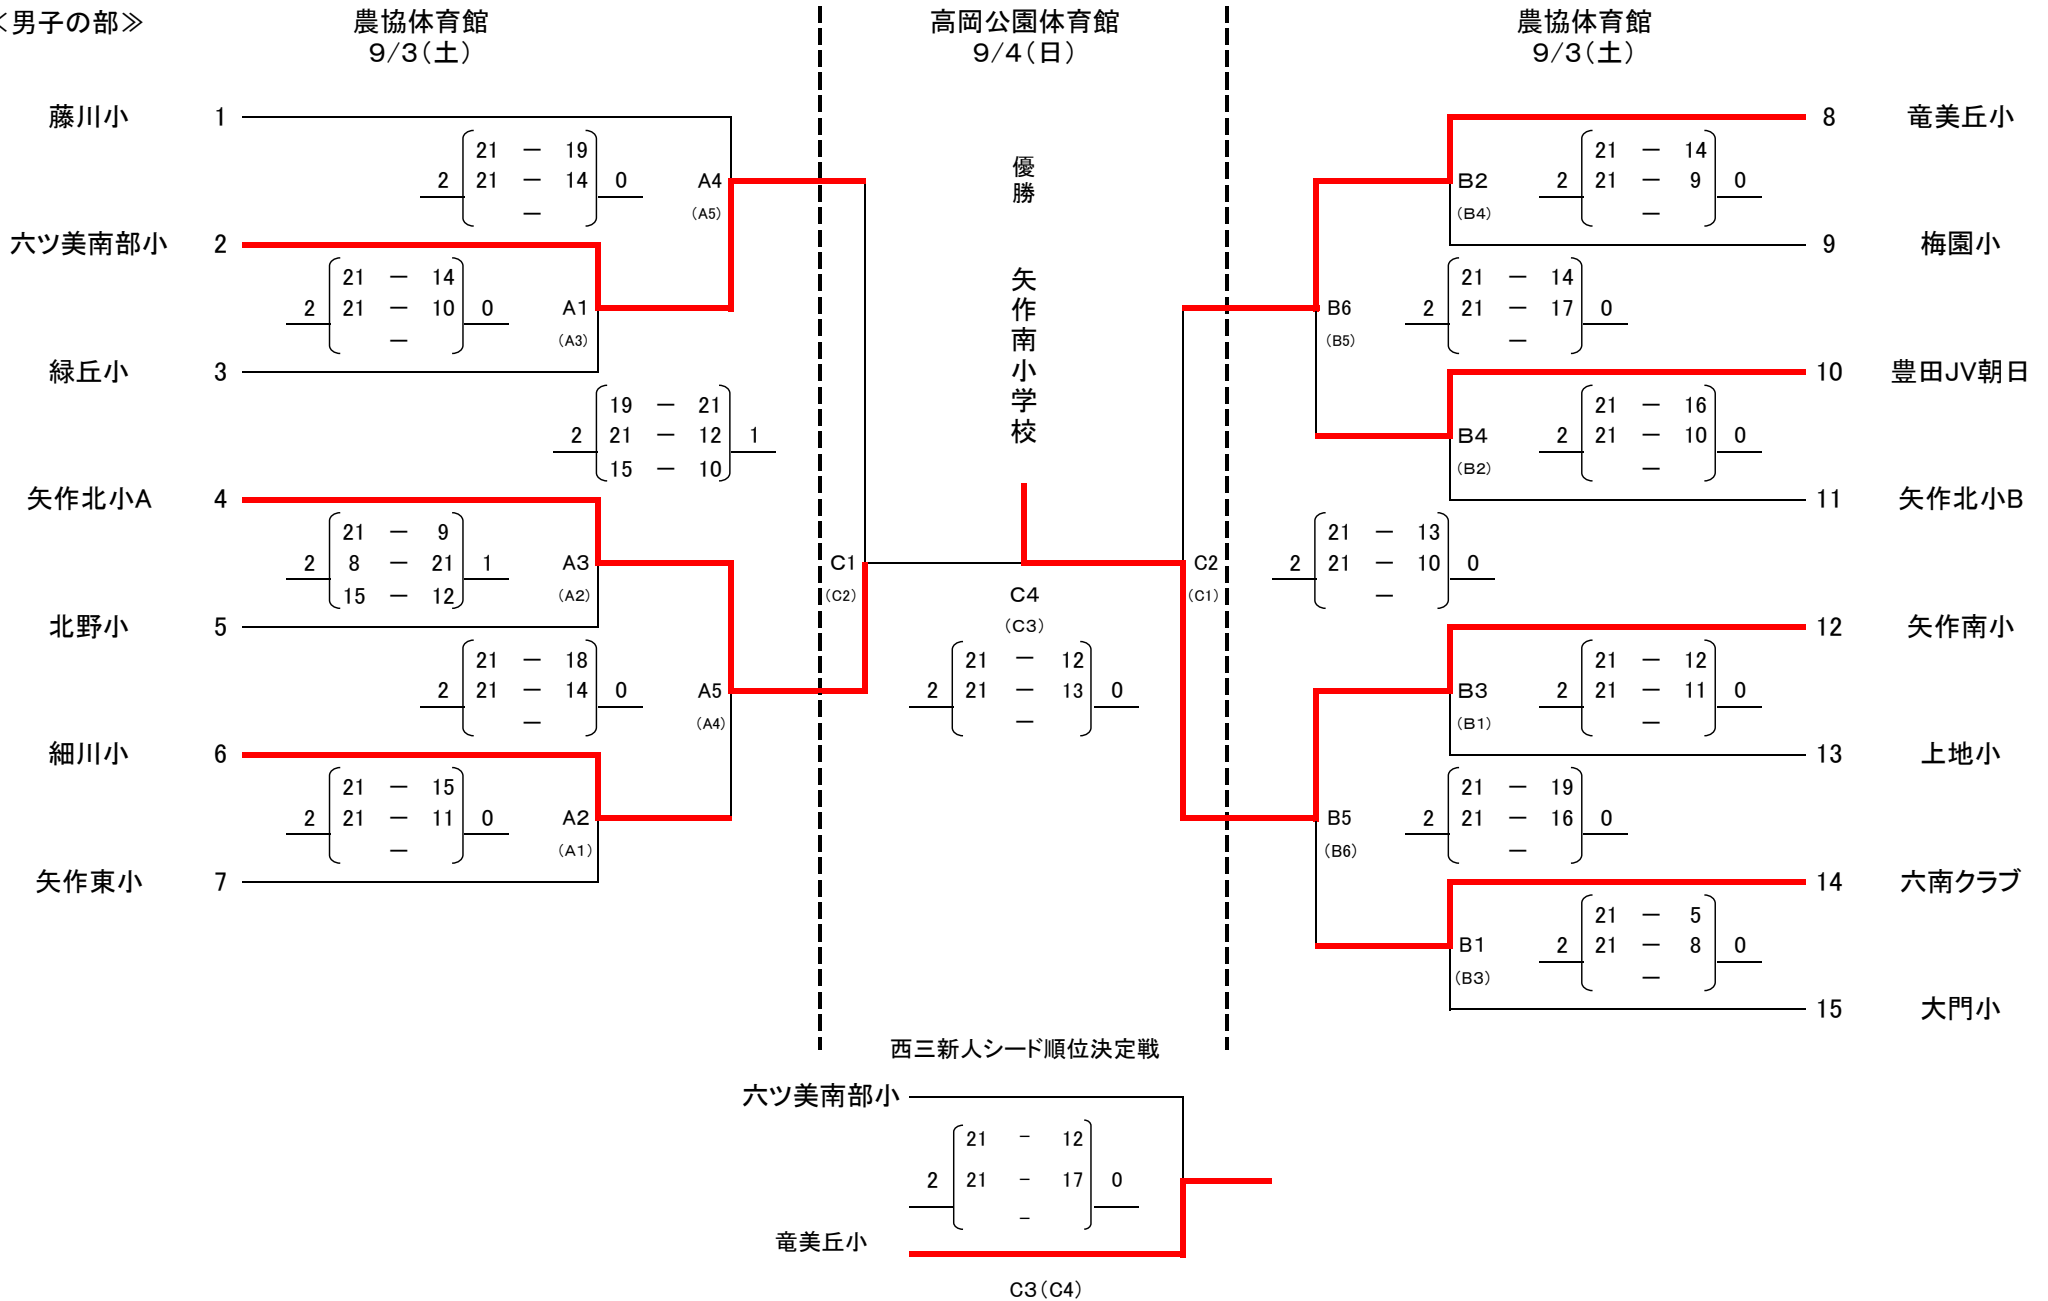 ＜男子の部≫
農協体育館
9/3(土)
高岡公園体育館
9/4(日)
農協体育館
9/3(土)
藤川小 1
2 21 － 19 0
21 － 14
－
A4
(A5)
六ツ美南部小 2
2 21 － 14 0
21 － 10
－
A1
(A3)
緑丘小 3
2 19 － 21 1
21 － 12
15 － 10
矢作北小A 4
2 21 － 9 1
8 － 21
15 － 12
A3
(A2)
北野小 5
2 21 － 18 0
21 － 14
－
A5
(A4)
細川小 6
2 21 － 15 0
21 － 11
－
A2
(A1)
矢作東小 7
優勝 矢作南小学校
C1
(C2)
C2
(C1)
C4
(C3)
2 21 － 12 0
21 － 13
－
8 竜美丘小
B2
(B4)
2 21 － 14 0
21 － 9
－
9 梅園小
B6
(B5)
2 21 － 14 0
21 － 17
－
10 豊田JV朝日
B4
(B2)
2 21 － 16 0
21 － 10
－
11 矢作北小B
2 21 － 13 0
21 － 10
－
12 矢作南小
B3
(B1)
2 21 － 12 0
21 － 11
－
13 上地小
B5
(B6)
2 21 － 19 0
21 － 16
－
14 六南クラブ
B1
(B3)
2 21 － 5 0
21 － 8
－
15 大門小
西三新人シード順位決定戦
六ツ美南部小
2 21 - 12 0
21 - 17
-
竜美丘小
C3(C4)